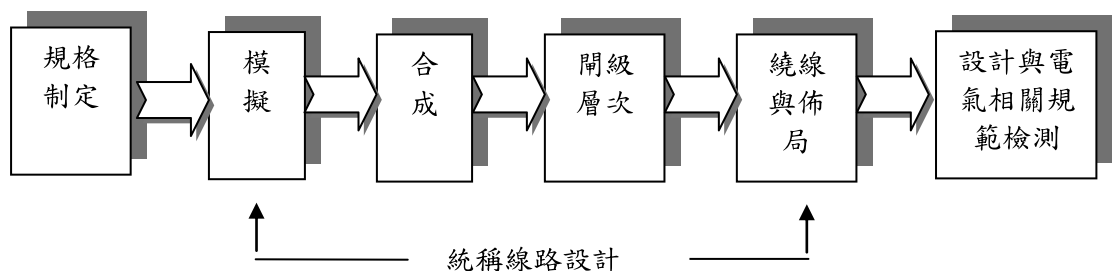 規格
制定
模
擬
合
成
閘級
層次
繞線
與佈
局
設計與電
氣相關規
範檢測
統稱線路設計